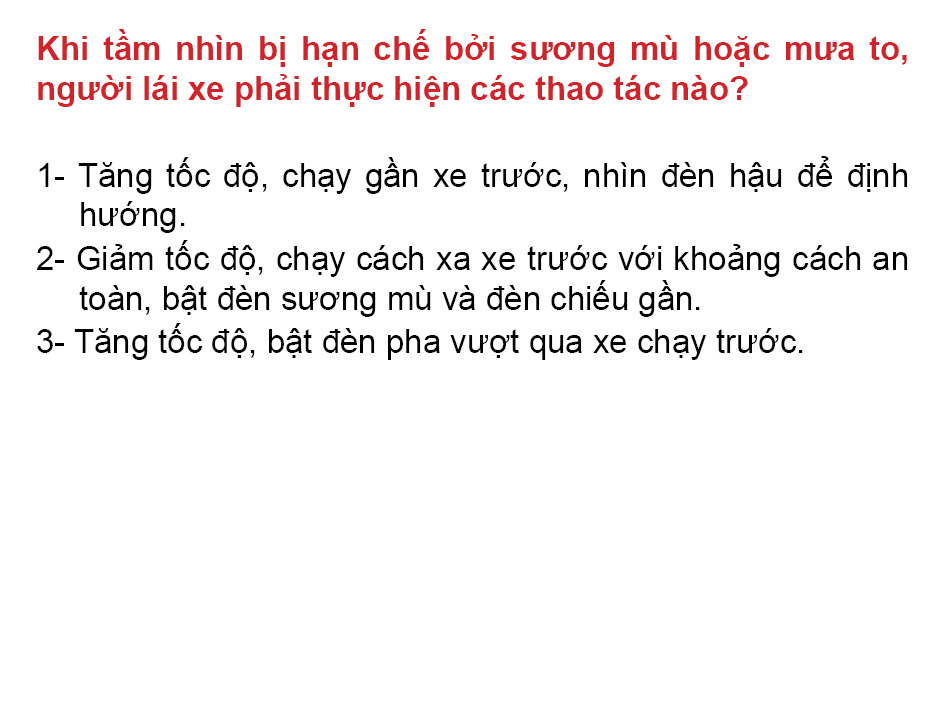 Khi tầm nhìn bị hạn chế bởi sương mù hoặc mưa to,
người lái xe phải thực hiện các thao tác nào?
1- Tăng tốc độ, chạy gần xe trước, nhìn đèn hậu để định
hướng.
2- Giảm tốc độ, chạy cách xa xe trước với khoảng cách an
toàn, bật đèn sương mù và đèn chiếu gần.
3- Tăng tốc độ, bật đèn pha vượt qua xe chạy trước.